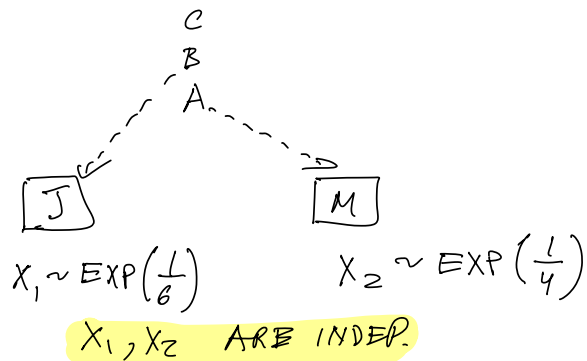 C
B
A
J
M
X₁ ~ EXP(1/6)
X₂ ~ EXP(1/4)
X₁, X₂ ARE INDEP.